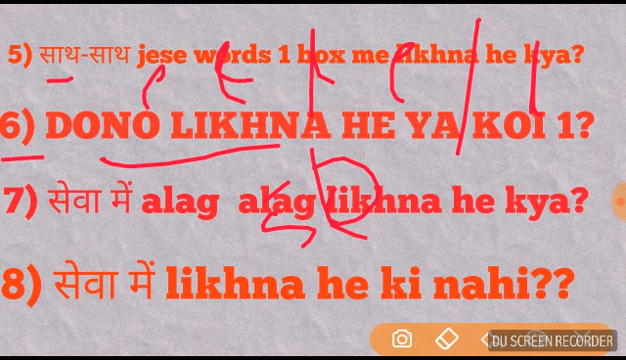 5) साथ-साथ jese words 1 box me likhna he kya?
6) DONO LIKHNA HE YA KOI 1?
7) सेवा में alag alag likhna he kya?
8) सेवा में likhna he ki nahi??
DU SCREEN RECORDER